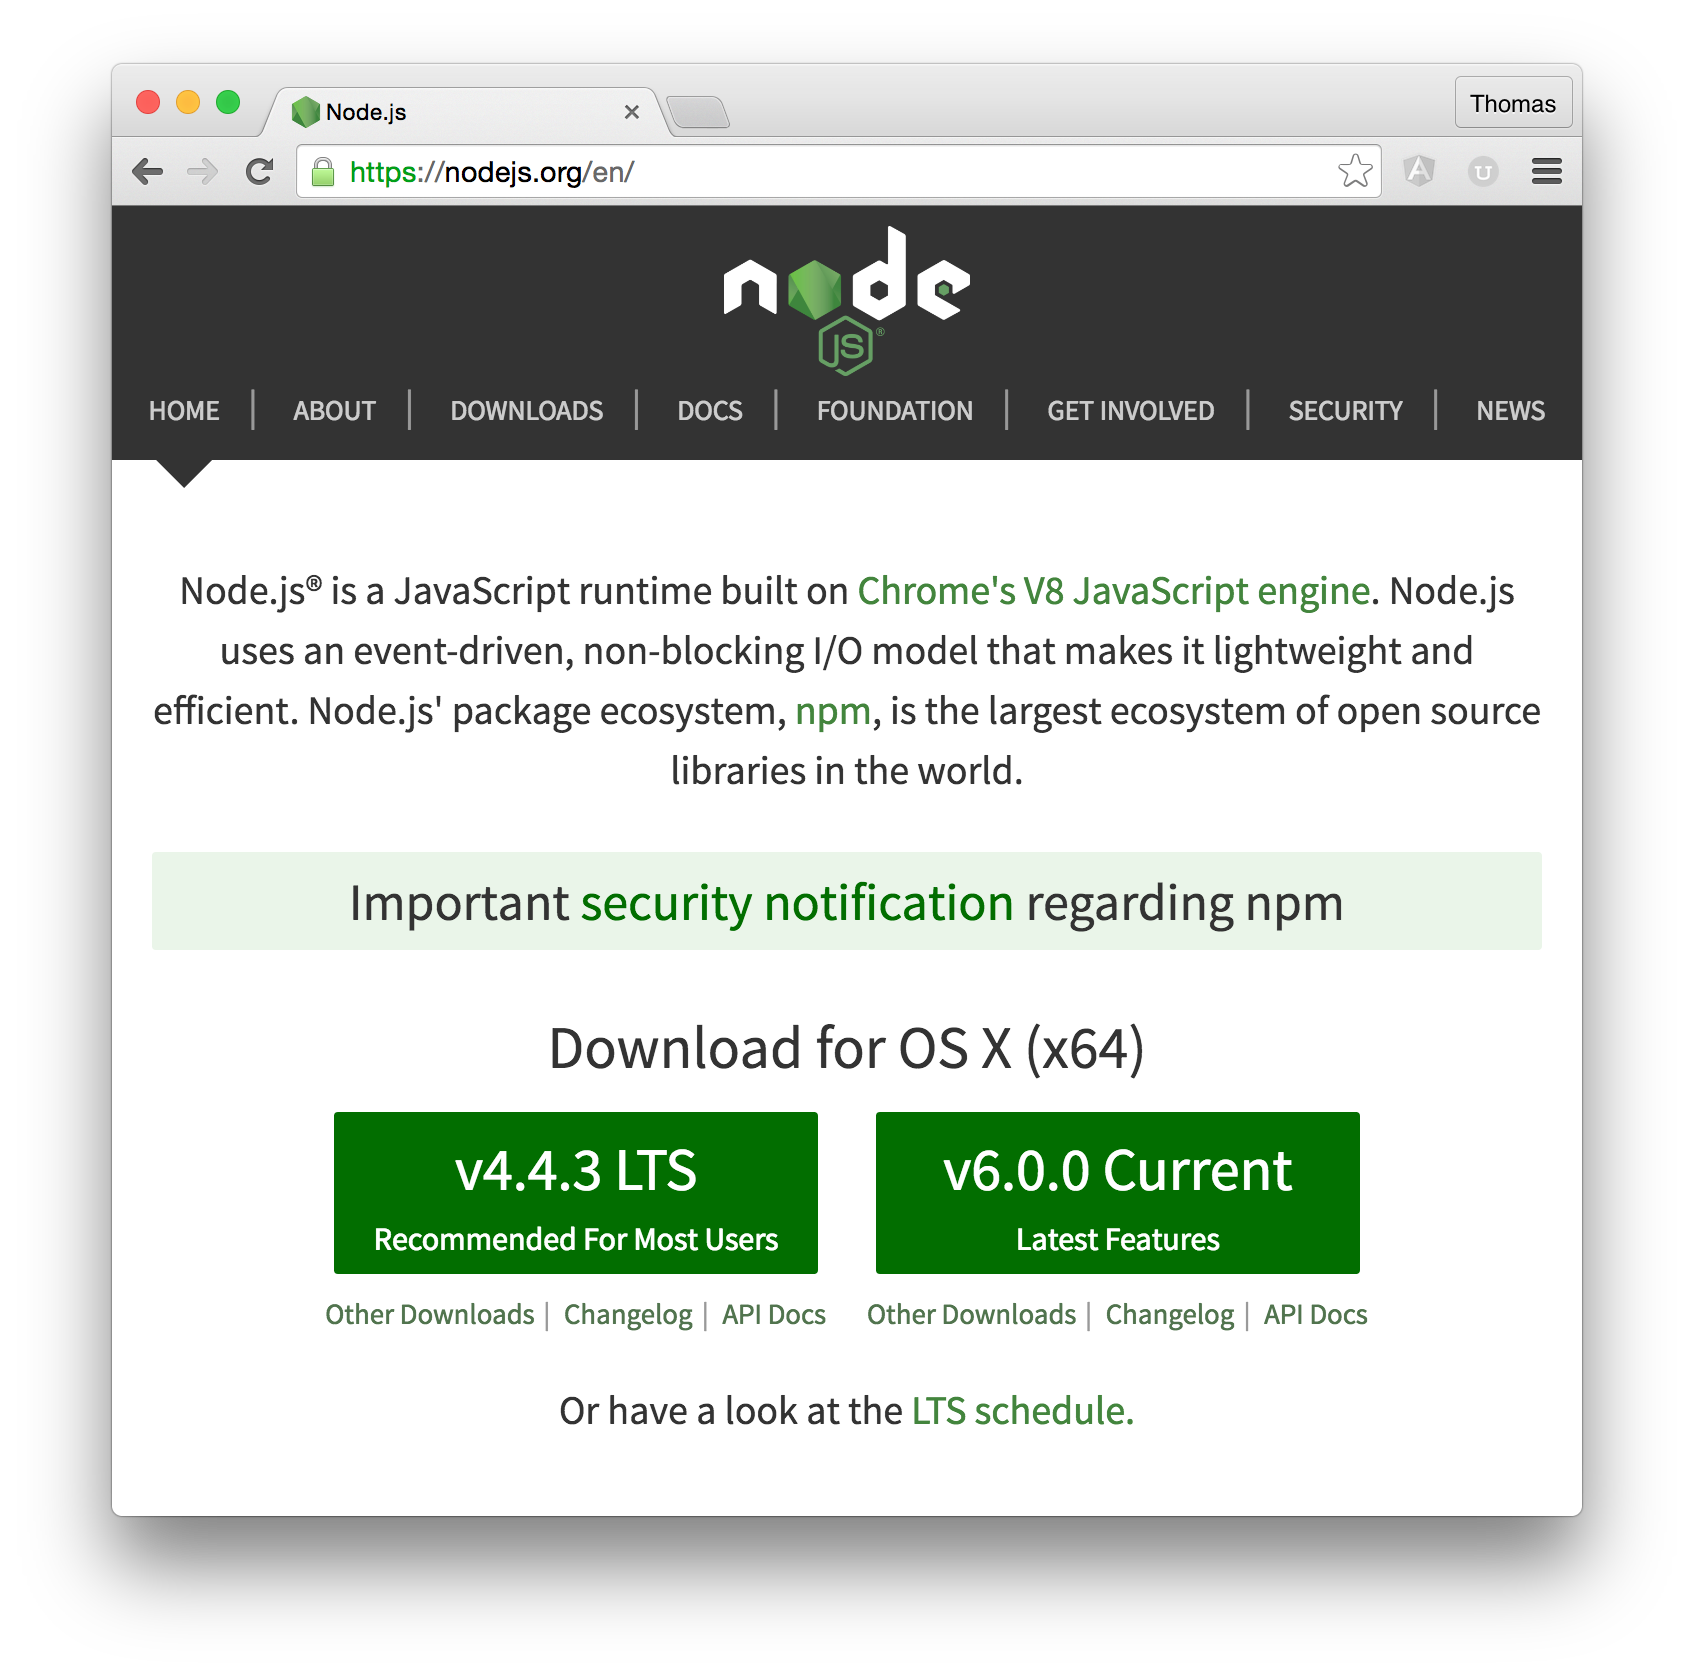 Node.js
Thomas
https://nodejs.org/en/
node
JS®
HOME | ABOUT | DOWNLOADS | DOCS | FOUNDATION | GET INVOLVED | SECURITY | NEWS
Node.js® is a JavaScript runtime built on Chrome's V8 JavaScript engine. Node.js
uses an event-driven, non-blocking I/O model that makes it lightweight and
efficient. Node.js' package ecosystem, npm, is the largest ecosystem of open source
libraries in the world.
Important security notification regarding npm
Download for OS X (x64)
v4.4.3 LTS
Recommended For Most Users
v6.0.0 Current
Latest Features
Other Downloads | Changelog | API Docs
Other Downloads | Changelog | API Docs
Or have a look at the LTS schedule.